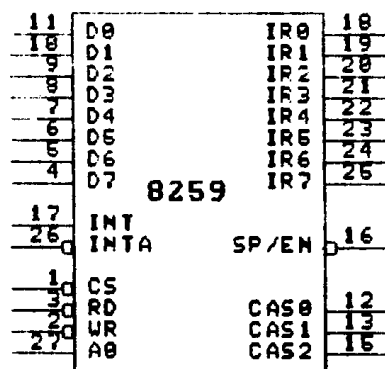 11 D0 IR0 18
10 D1 IR1 19
9 D2 IR2 20
8 D3 IR3 21
7 D4 IR4 22
6 D5 IR5 23
5 D6 IR6 24
4 D7 IR7 25
8259
17 INT
26 INTA SP/EN 16
1 CS
3 RD CAS0 12
2 WR CAS1 13
27 A0 CAS2 15